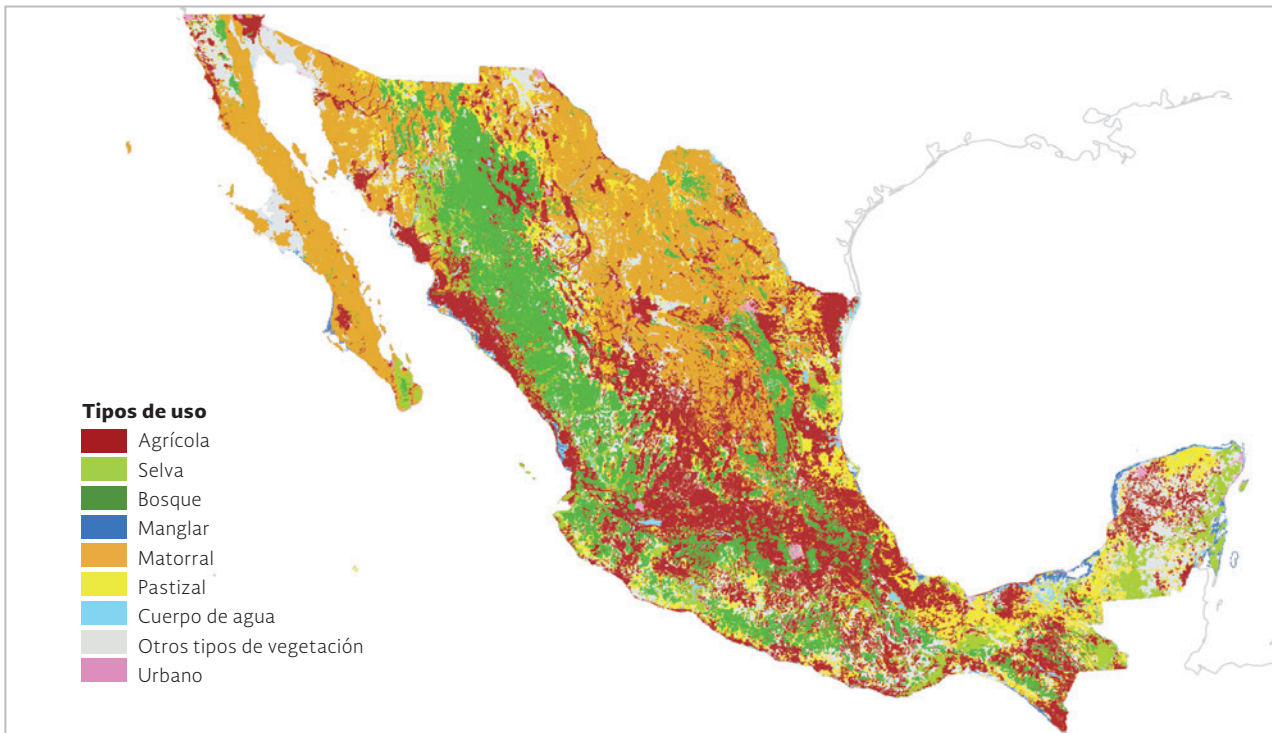 Tipos de uso
Agrícola
Selva
Bosque
Manglar
Matorral
Pastizal
Cuerpo de agua
Otros tipos de vegetación
Urbano